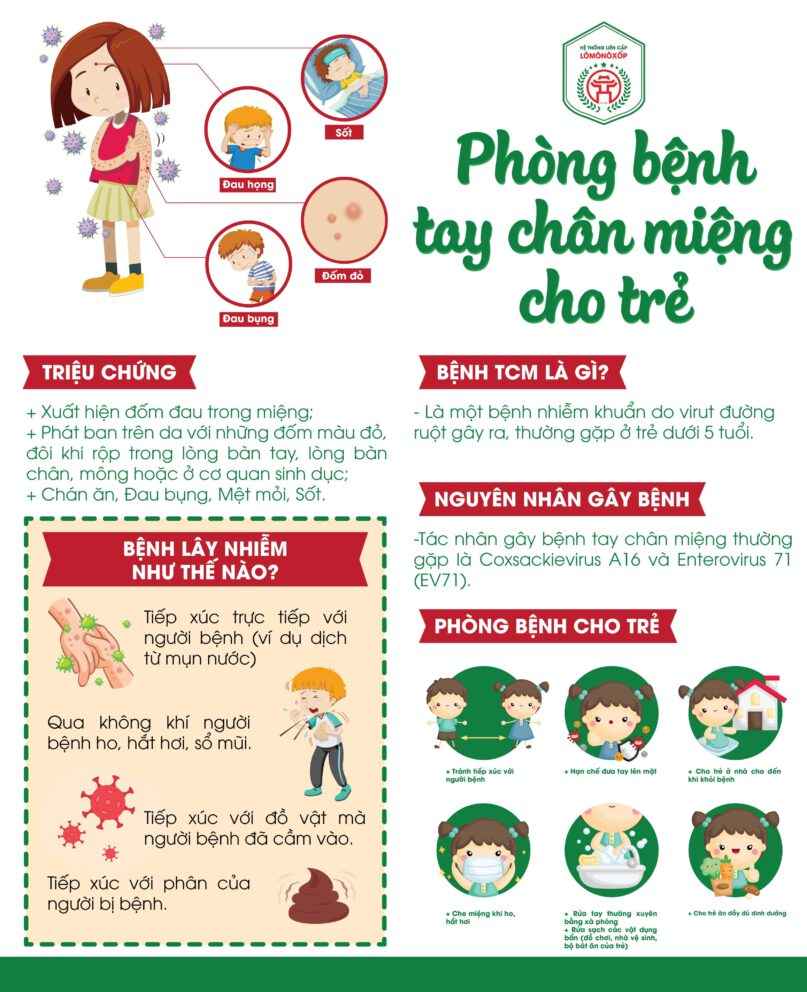 HỆ THỐNG LIÊN CẤP
LÔMÔNÔXỐP
Phòng bệnh
tay chân miệng
cho trẻ
Sốt
Đau họng
Đốm đỏ
Đau bụng
TRIỆU CHỨNG
+ Xuất hiện đốm đau trong miệng;
+ Phát ban trên da với những đốm màu đỏ,
đôi khi rộp trong lòng bàn tay, lòng bàn
chân, mông hoặc ở cơ quan sinh dục;
+ Chán ăn, Đau bụng, Mệt mỏi, Sốt.
BỆNH LÂY NHIỄM
NHƯ THẾ NÀO?
Tiếp xúc trực tiếp với
người bệnh (ví dụ dịch
từ mụn nước)
Qua không khí người
bệnh ho, hắt hơi, sổ mũi.
Tiếp xúc với đồ vật mà
người bệnh đã cầm vào.
Tiếp xúc với phân của
người bị bệnh.
BỆNH TCM LÀ GÌ?
- Là một bệnh nhiễm khuẩn do virut đường
ruột gây ra, thường gặp ở trẻ dưới 5 tuổi.
NGUYÊN NHÂN GÂY BỆNH
-Tác nhân gây bệnh tay chân miệng thường
gặp là Coxsackievirus A16 và Enterovirus 71
(EV71).
PHÒNG BỆNH CHO TRẺ
+ Tránh tiếp xúc với
người bệnh
+ Hạn chế đưa tay lên mặt
+ Cho trẻ ở nhà cho đến
khi khỏi bệnh
+ Che miệng khi ho,
hắt hơi
+ Rửa tay thường xuyên
bằng xà phòng
+ Rửa sạch các vật dụng
bẩn (đồ chơi, nhà vệ sinh,
bộ bát ăn của trẻ)
+ Cho trẻ ăn đầy đủ dinh dưỡng